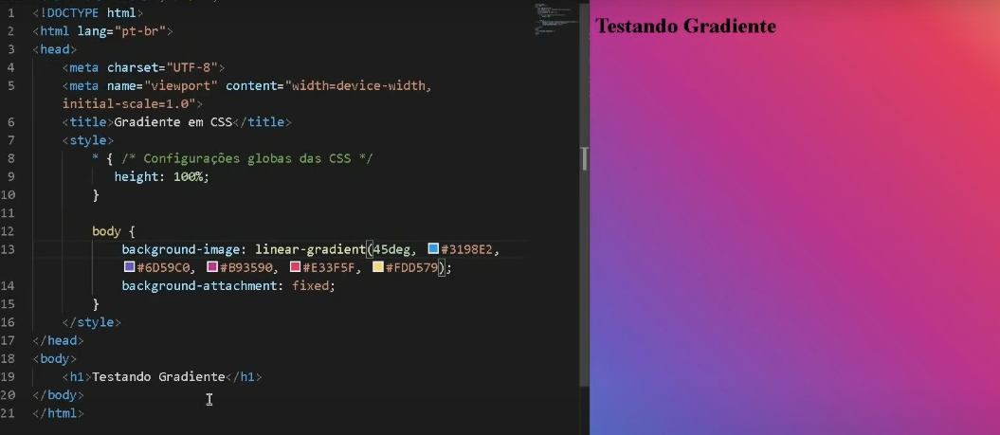 1 <!DOCTYPE html>
2 <html lang="pt-br">
3 <head>
4 <meta charset="UTF-8">
5 <meta name="viewport" content="width=device-width,
initial-scale=1.0">
6 <title>Gradiente em CSS</title>
7 <style>
8 * { /* Configurações globas das CSS */
9 height: 100%;
10 }
11
12 body {
13 background-image: linear-gradient(45deg, #3198E2,
#6D59C0, #B93590, #E33F5F, #FDD579);
14 background-attachment: fixed;
15 }
16 </style>
17 </head>
18 <body>
19 <h1>Testando Gradiente</h1>
20 </body>
21 </html>
Testando Gradiente